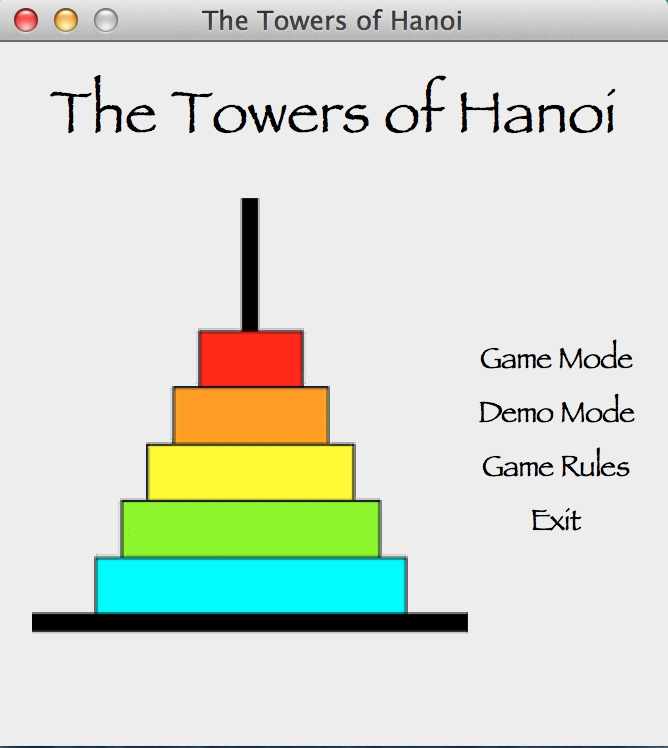 The Towers of Hanoi
The Towers of Hanoi
Game Mode
Demo Mode
Game Rules
Exit